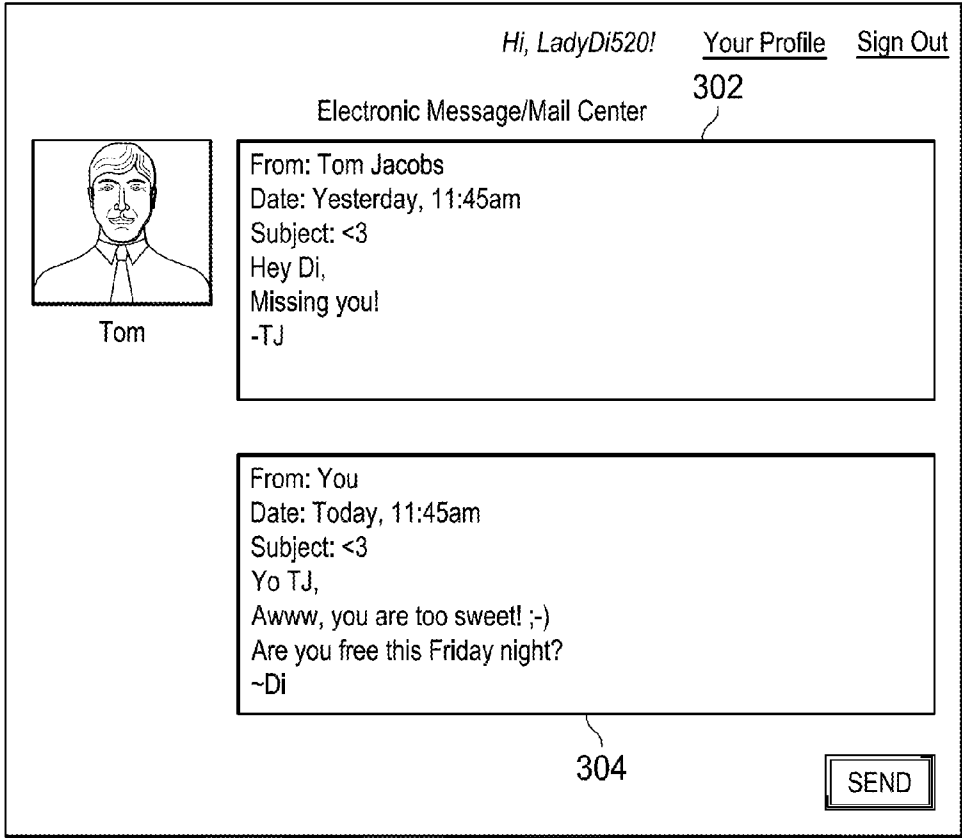 Hi, LadyDi520! Your Profile Sign Out
302
Electronic Message/Mail Center
From: Tom Jacobs
Date: Yesterday, 11:45am
Subject: <3
Hey Di,
Missing you!
-TJ
Tom
From: You
Date: Today, 11:45am
Subject: <3
Yo TJ,
Awww, you are too sweet! ;-)
Are you free this Friday night?
~Di
304
SEND